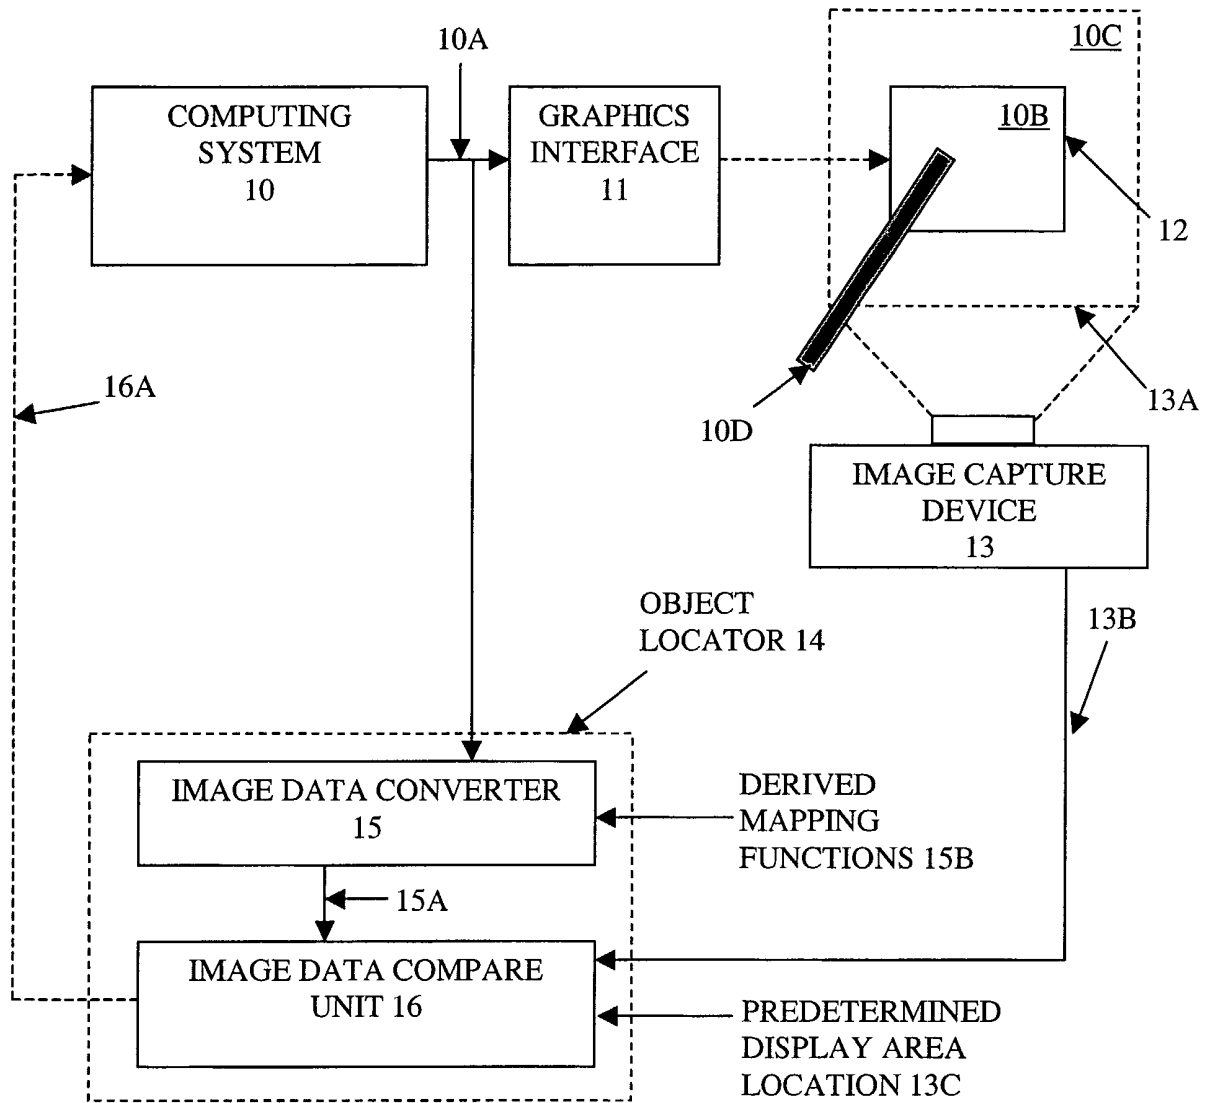 10A
10C
COMPUTING
SYSTEM
10
GRAPHICS
INTERFACE
11
10B
12
16A
13A
10D
IMAGE CAPTURE
DEVICE
13
OBJECT
LOCATOR 14
13B
IMAGE DATA CONVERTER
15
DERIVED
MAPPING
FUNCTIONS 15B
15A
IMAGE DATA COMPARE
UNIT 16
PREDETERMINED
DISPLAY AREA
LOCATION 13C